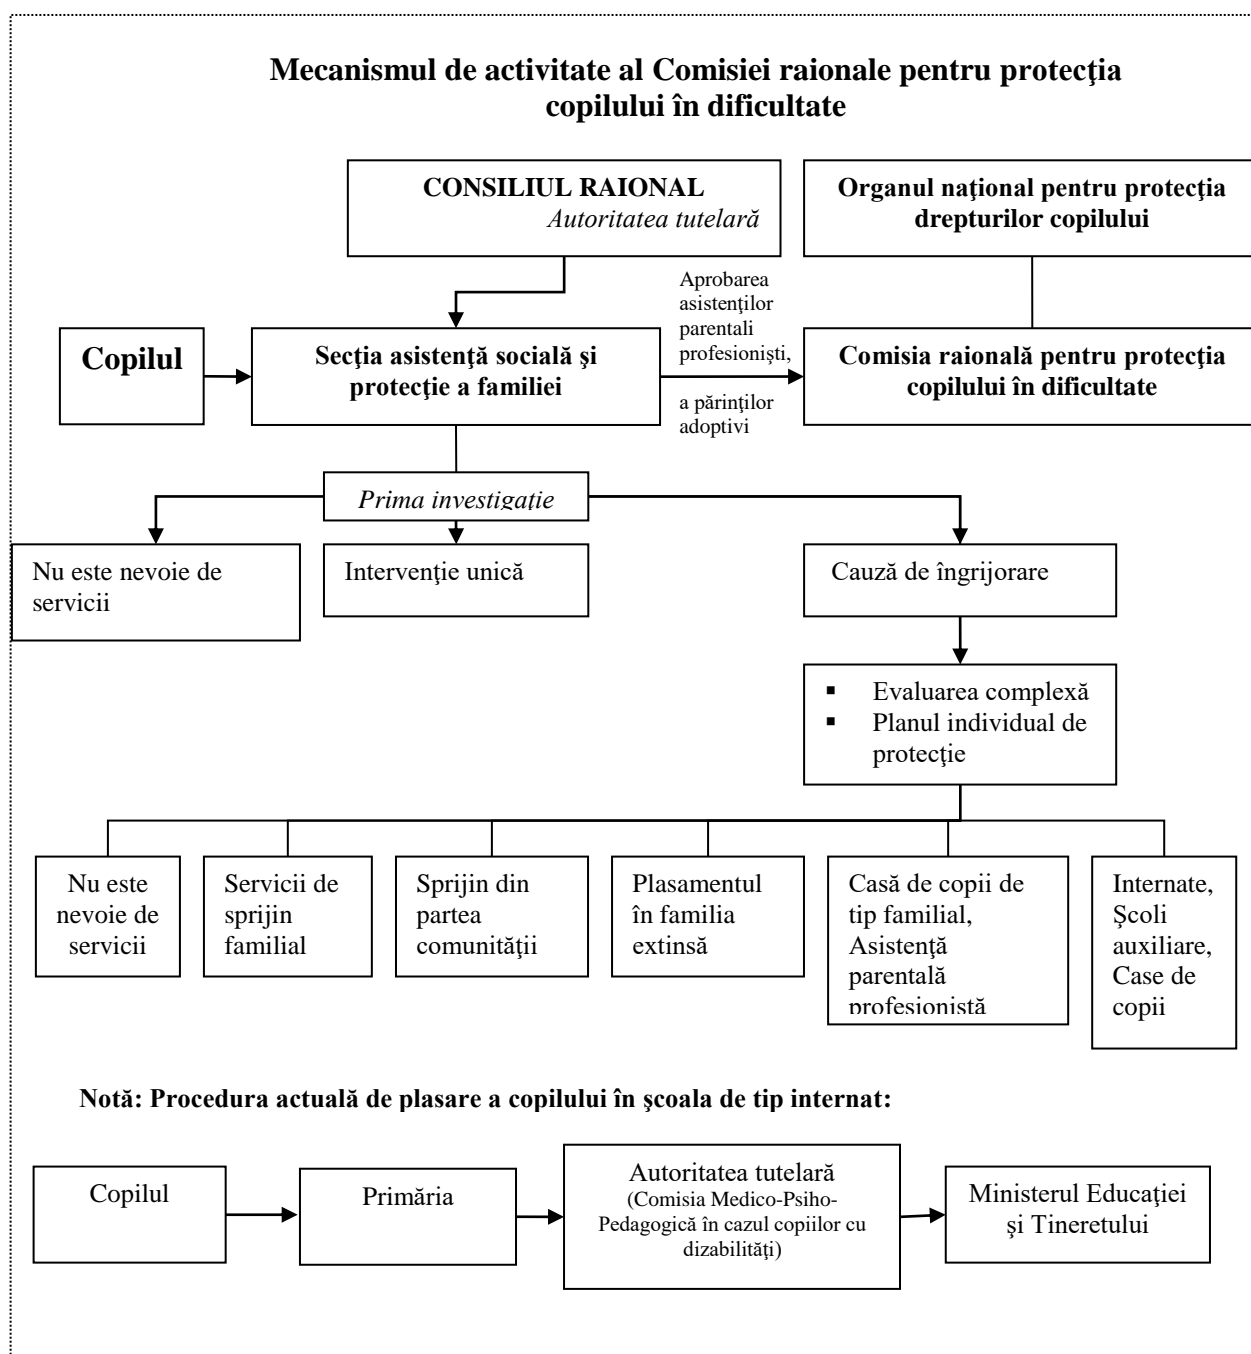 Mecanismul de activitate al Comisiei raionale pentru protecţia
copilului în dificultate
CONSILIUL RAIONAL
Autoritatea tutelară
Organul naţional pentru protecţia
drepturilor copilului
Aprobarea
asistenţilor
parentali
profesionişti,
a părinţilor
adoptivi
Copilul
Secţia asistenţă socială şi
protecţie a familiei
Comisia raională pentru protecţia
copilului în dificultate
Prima investigaţie
Nu este nevoie de
servicii
Intervenţie unică
Cauză de îngrijorare
▪ Evaluarea complexă
▪ Planul individual de
protecţie
Nu este
nevoie de
servicii
Servicii de
sprijin
familial
Sprijin din
partea
comunităţii
Plasamentul
în familia
extinsă
Casă de copii de
tip familial,
Asistenţă
parentală
profesionistă
Internate,
Şcoli
auxiliare,
Case de
copii
Notă: Procedura actuală de plasare a copilului în şcoala de tip internat:
Copilul
Primăria
Autoritatea tutelară
(Comisia Medico-Psiho-
Pedagogică în cazul copiilor cu
dizabilităţi)
Ministerul Educaţiei
şi Tineretului